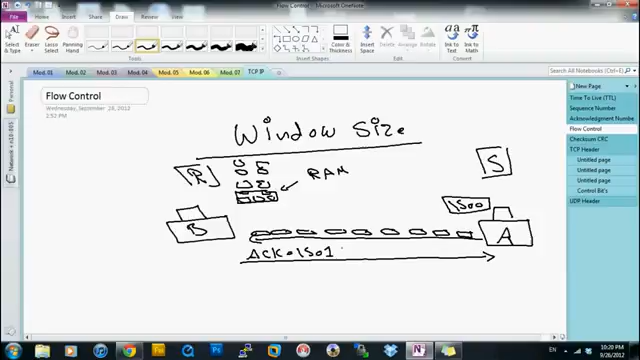 Flow Control - Microsoft OneNote
File Home Insert Share Draw Review View
Select & Type Eraser Lasso Select Panning Hand Color & Thickness Insert Space Delete Arrange Rotate Ink to Text Ink to Math
Tools Insert Shapes Edit Convert
Mod. 01 Mod. 02 Mod. 03 Mod. 04 Mod. 05 Mod. 06 Mod. 07 TCP IP
Search All Notebooks (Ctrl+E)
Personal
Flow Control
Wednesday, September 26, 2012
2:52 PM
Window Size
R
RAM
S
1500
B
A
Ack=1501
New Page
Time To Live (TTL)
Acknowledgment Number
Flow Control
Checksum CRC
TCP Header
Untitled page
Untitled page
Untitled page
Control Bit's
UDP Header
EN
10:20 PM
9/26/2012